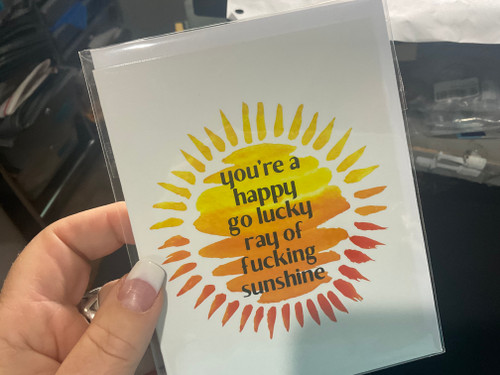 you're a
happy
go lucky
ray of
fucking
sunshine